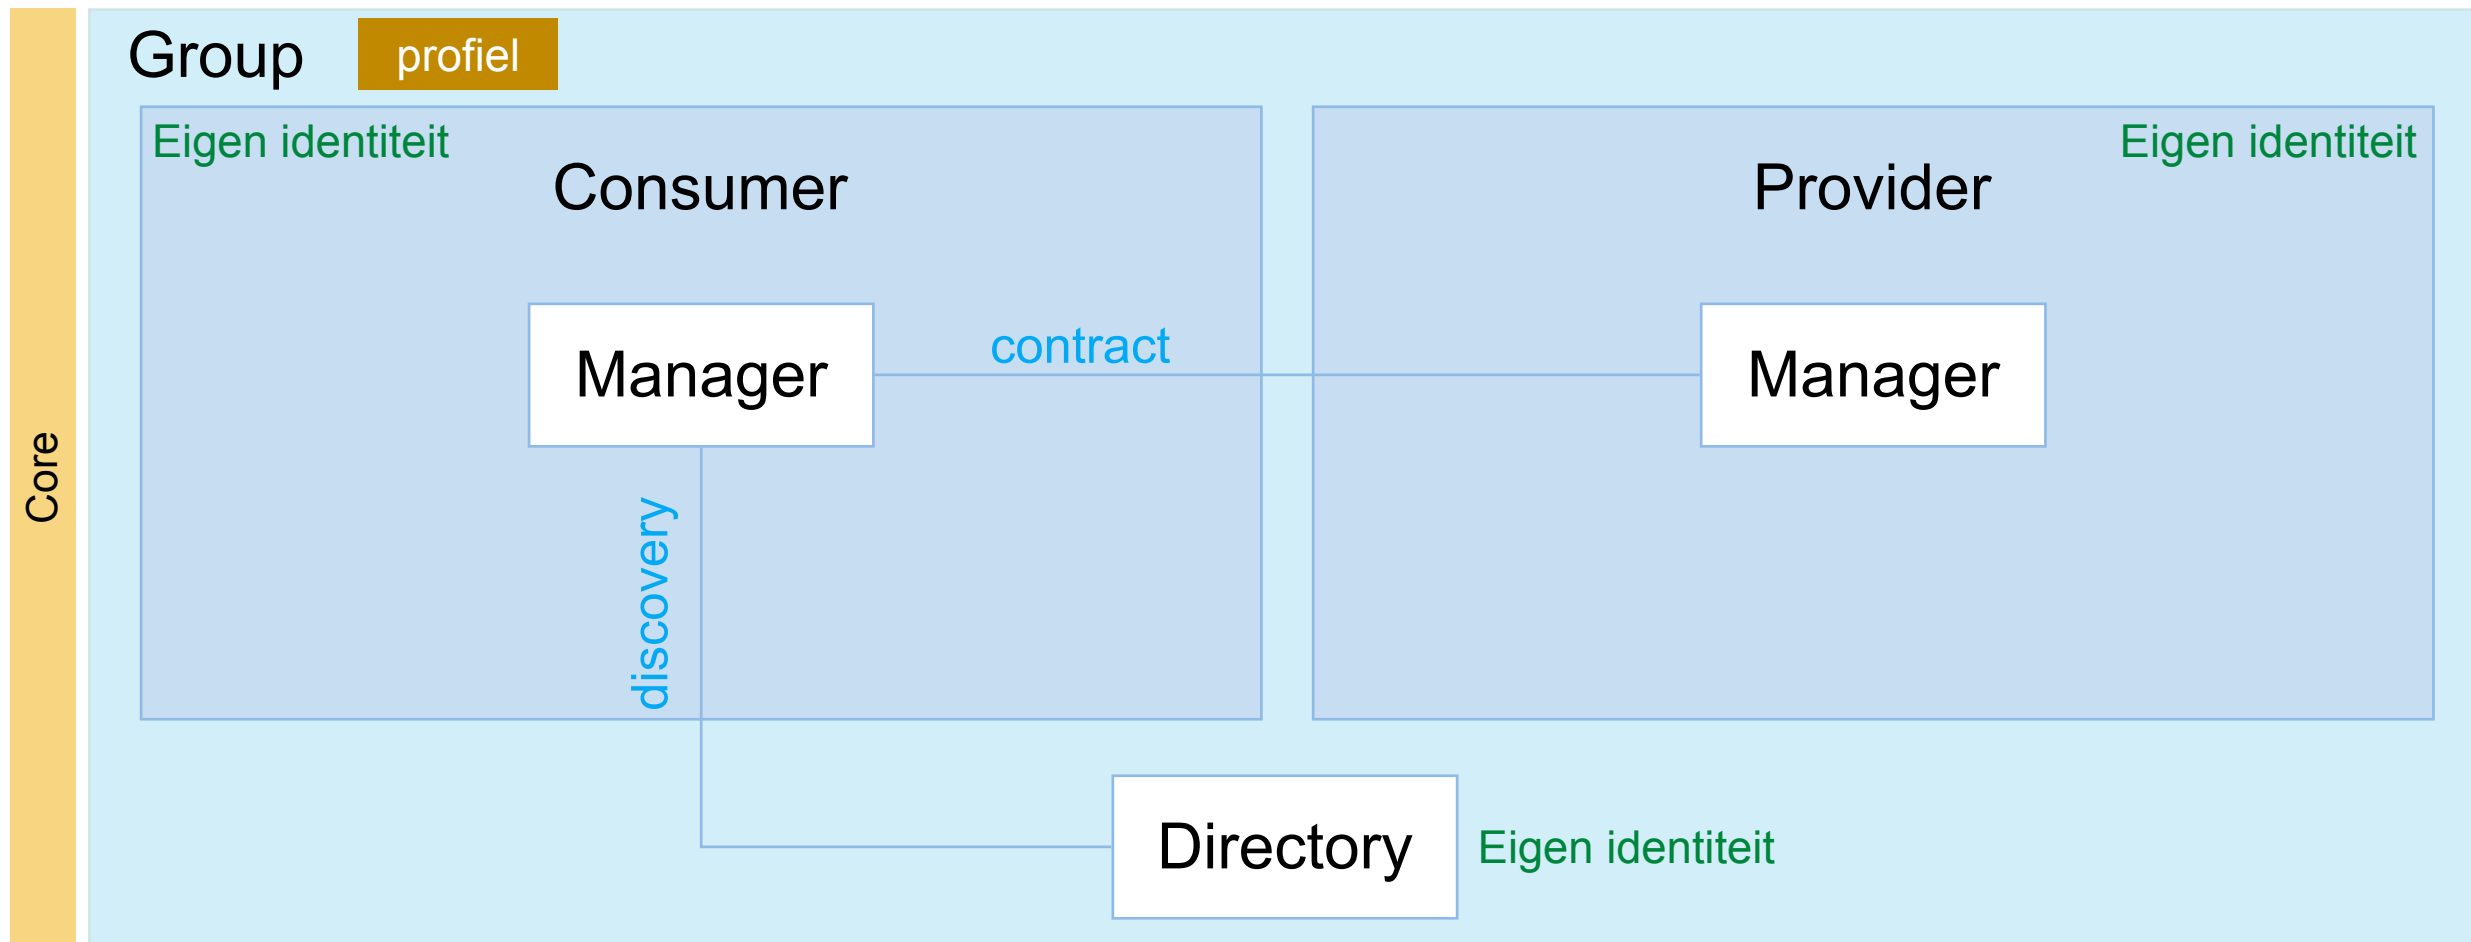 Core
Group
profiel
Eigen identiteit
Consumer
Eigen identiteit
Provider
Manager
contract
Manager
discovery
Directory
Eigen identiteit